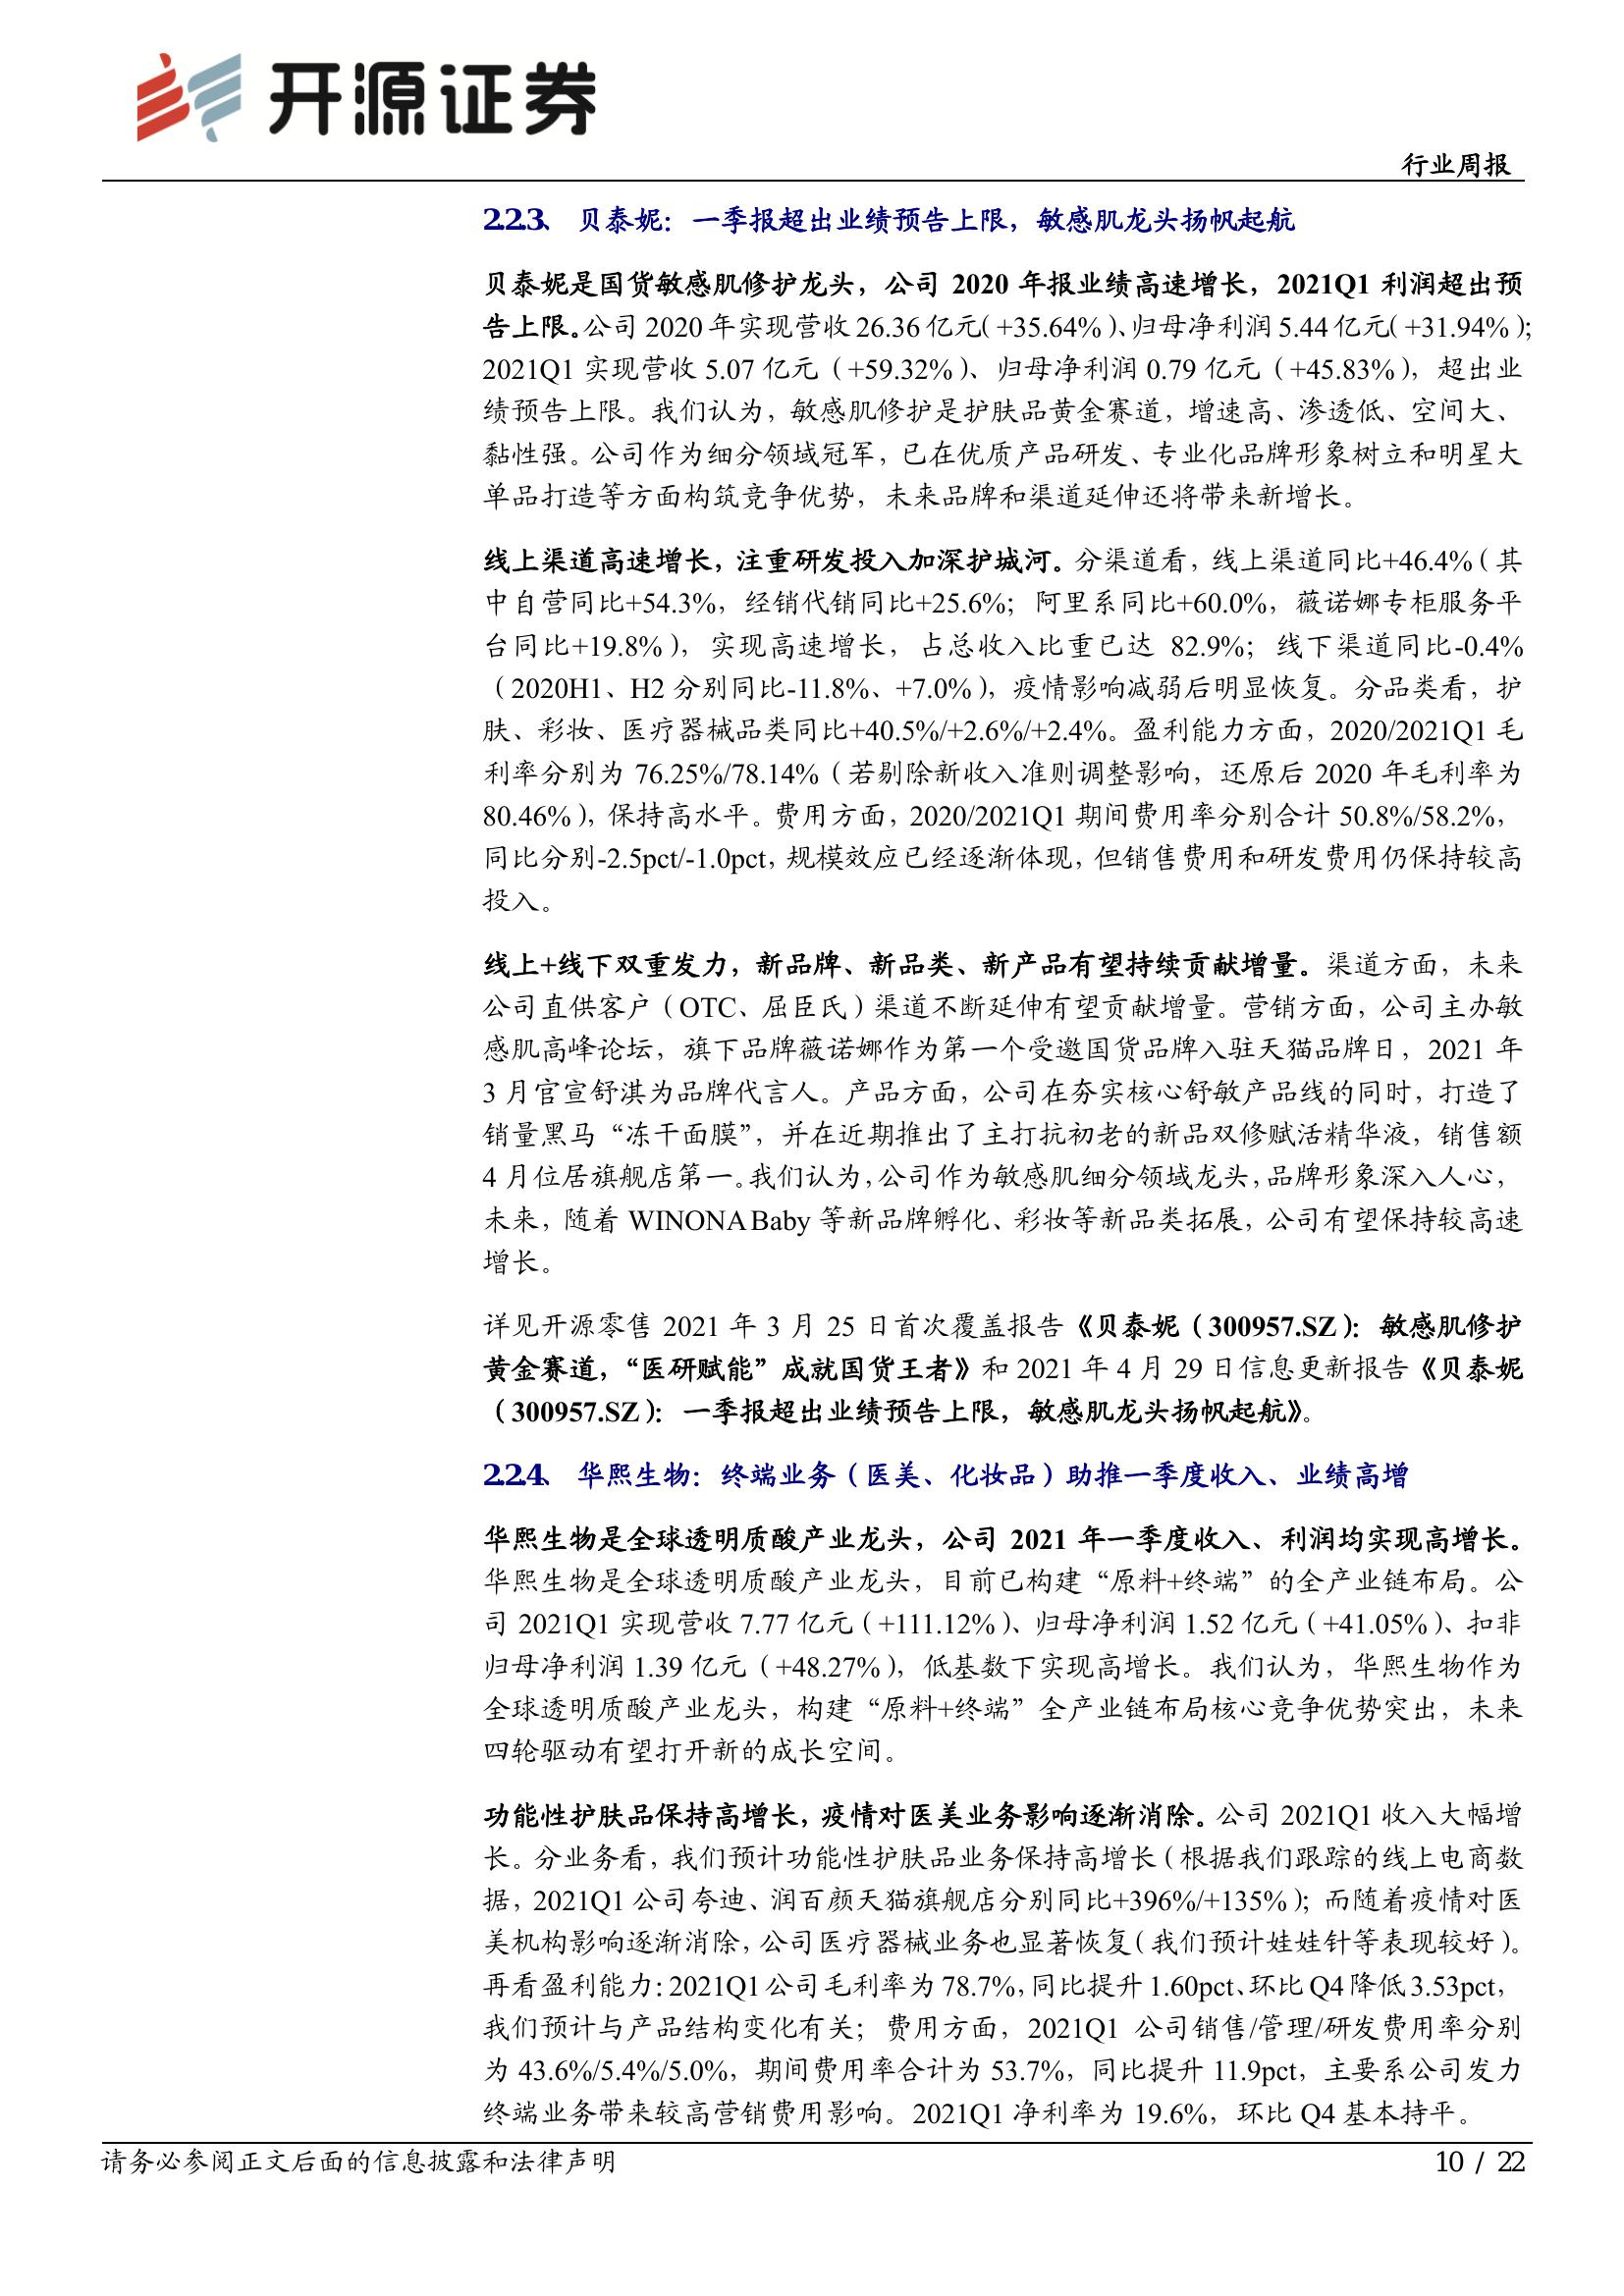 开源证券
行业周报
2.2.3、 贝泰妮：一季报超出业绩预告上限，敏感肌龙头扬帆起航
贝泰妮是国货敏感肌修护龙头，公司 2020 年报业绩高速增长，2021Q1 利润超出预
告上限。公司 2020 年实现营收 26.36 亿元（+35.64%）、归母净利润 5.44 亿元（+31.94%）；
2021Q1 实现营收 5.07 亿元（+59.32%）、归母净利润 0.79 亿元（+45.83%），超出业
绩预告上限。我们认为，敏感肌修护是护肤品黄金赛道，增速高、渗透低、空间大、
黏性强。公司作为细分领域冠军，已在优质产品研发、专业化品牌形象树立和明星大
单品打造等方面构筑竞争优势，未来品牌和渠道延伸还将带来新增长。
线上渠道高速增长，注重研发投入加深护城河。分渠道看，线上渠道同比+46.4%（其
中自营同比+54.3%，经销代销同比+25.6%；阿里系同比+60.0%，薇诺娜专柜服务平
台同比+19.8%），实现高速增长，占总收入比重已达 82.9%；线下渠道同比-0.4%
（2020H1、H2 分别同比-11.8%、+7.0%），疫情影响减弱后明显恢复。分品类看，护
肤、彩妆、医疗器械品类同比+40.5%/+2.6%/+2.4%。盈利能力方面，2020/2021Q1 毛
利率分别为 76.25%/78.14%（若剔除新收入准则调整影响，还原后 2020 年毛利率为
80.46%），保持高水平。费用方面，2020/2021Q1 期间费用率分别合计 50.8%/58.2%，
同比分别-2.5pct/-1.0pct，规模效应已经逐渐体现，但销售费用和研发费用仍保持较高
投入。
线上+线下双重发力，新品牌、新品类、新产品有望持续贡献增量。渠道方面，未来
公司直供客户（OTC、屈臣氏）渠道不断延伸有望贡献增量。营销方面，公司主办敏
感肌高峰论坛，旗下品牌薇诺娜作为第一个受邀国货品牌入驻天猫品牌日，2021 年
3 月官宣舒淇为品牌代言人。产品方面，公司在夯实核心舒敏产品线的同时，打造了
销量黑马“冻干面膜”，并在近期推出了主打抗初老的新品双修赋活精华液，销售额
4 月位居旗舰店第一。我们认为，公司作为敏感肌细分领域龙头，品牌形象深入人心，
未来，随着 WINONA Baby 等新品牌孵化、彩妆等新品类拓展，公司有望保持较高速
增长。
详见开源零售 2021 年 3 月 25 日首次覆盖报告《贝泰妮（300957.SZ）：敏感肌修护
黄金赛道，“医研赋能”成就国货王者》和 2021 年 4 月 29 日信息更新报告《贝泰妮
（300957.SZ）：一季报超出业绩预告上限，敏感肌龙头扬帆起航》。
2.2.4、 华熙生物：终端业务（医美、化妆品）助推一季度收入、业绩高增
华熙生物是全球透明质酸产业龙头，公司 2021 年一季度收入、利润均实现高增长。
华熙生物是全球透明质酸产业龙头，目前已构建“原料+终端”的全产业链布局。公
司 2021Q1 实现营收 7.77 亿元（+111.12%）、归母净利润 1.52 亿元（+41.05%）、扣非
归母净利润 1.39 亿元（+48.27%），低基数下实现高增长。我们认为，华熙生物作为
全球透明质酸产业龙头，构建“原料+终端”全产业链布局核心竞争优势突出，未来
四轮驱动有望打开新的成长空间。
功能性护肤品保持高增长，疫情对医美业务影响逐渐消除。公司 2021Q1 收入大幅增
长。分业务看，我们预计功能性护肤品业务保持高增长（根据我们跟踪的线上电商数
据，2021Q1 公司夸迪、润百颜天猫旗舰店分别同比+396%/+135%）；而随着疫情对医
美机构影响逐渐消除，公司医疗器械业务也显著恢复（我们预计娃娃针等表现较好）。
再看盈利能力：2021Q1 公司毛利率为 78.7%，同比提升 1.60pct、环比 Q4 降低 3.53pct，
我们预计与产品结构变化有关；费用方面，2021Q1 公司销售/管理/研发费用率分别
为 43.6%/5.4%/5.0%，期间费用率合计为 53.7%，同比提升 11.9pct，主要系公司发力
终端业务带来较高营销费用影响。2021Q1 净利率为 19.6%，环比 Q4 基本持平。
请务必参阅正文后面的信息披露和法律声明
10 / 22